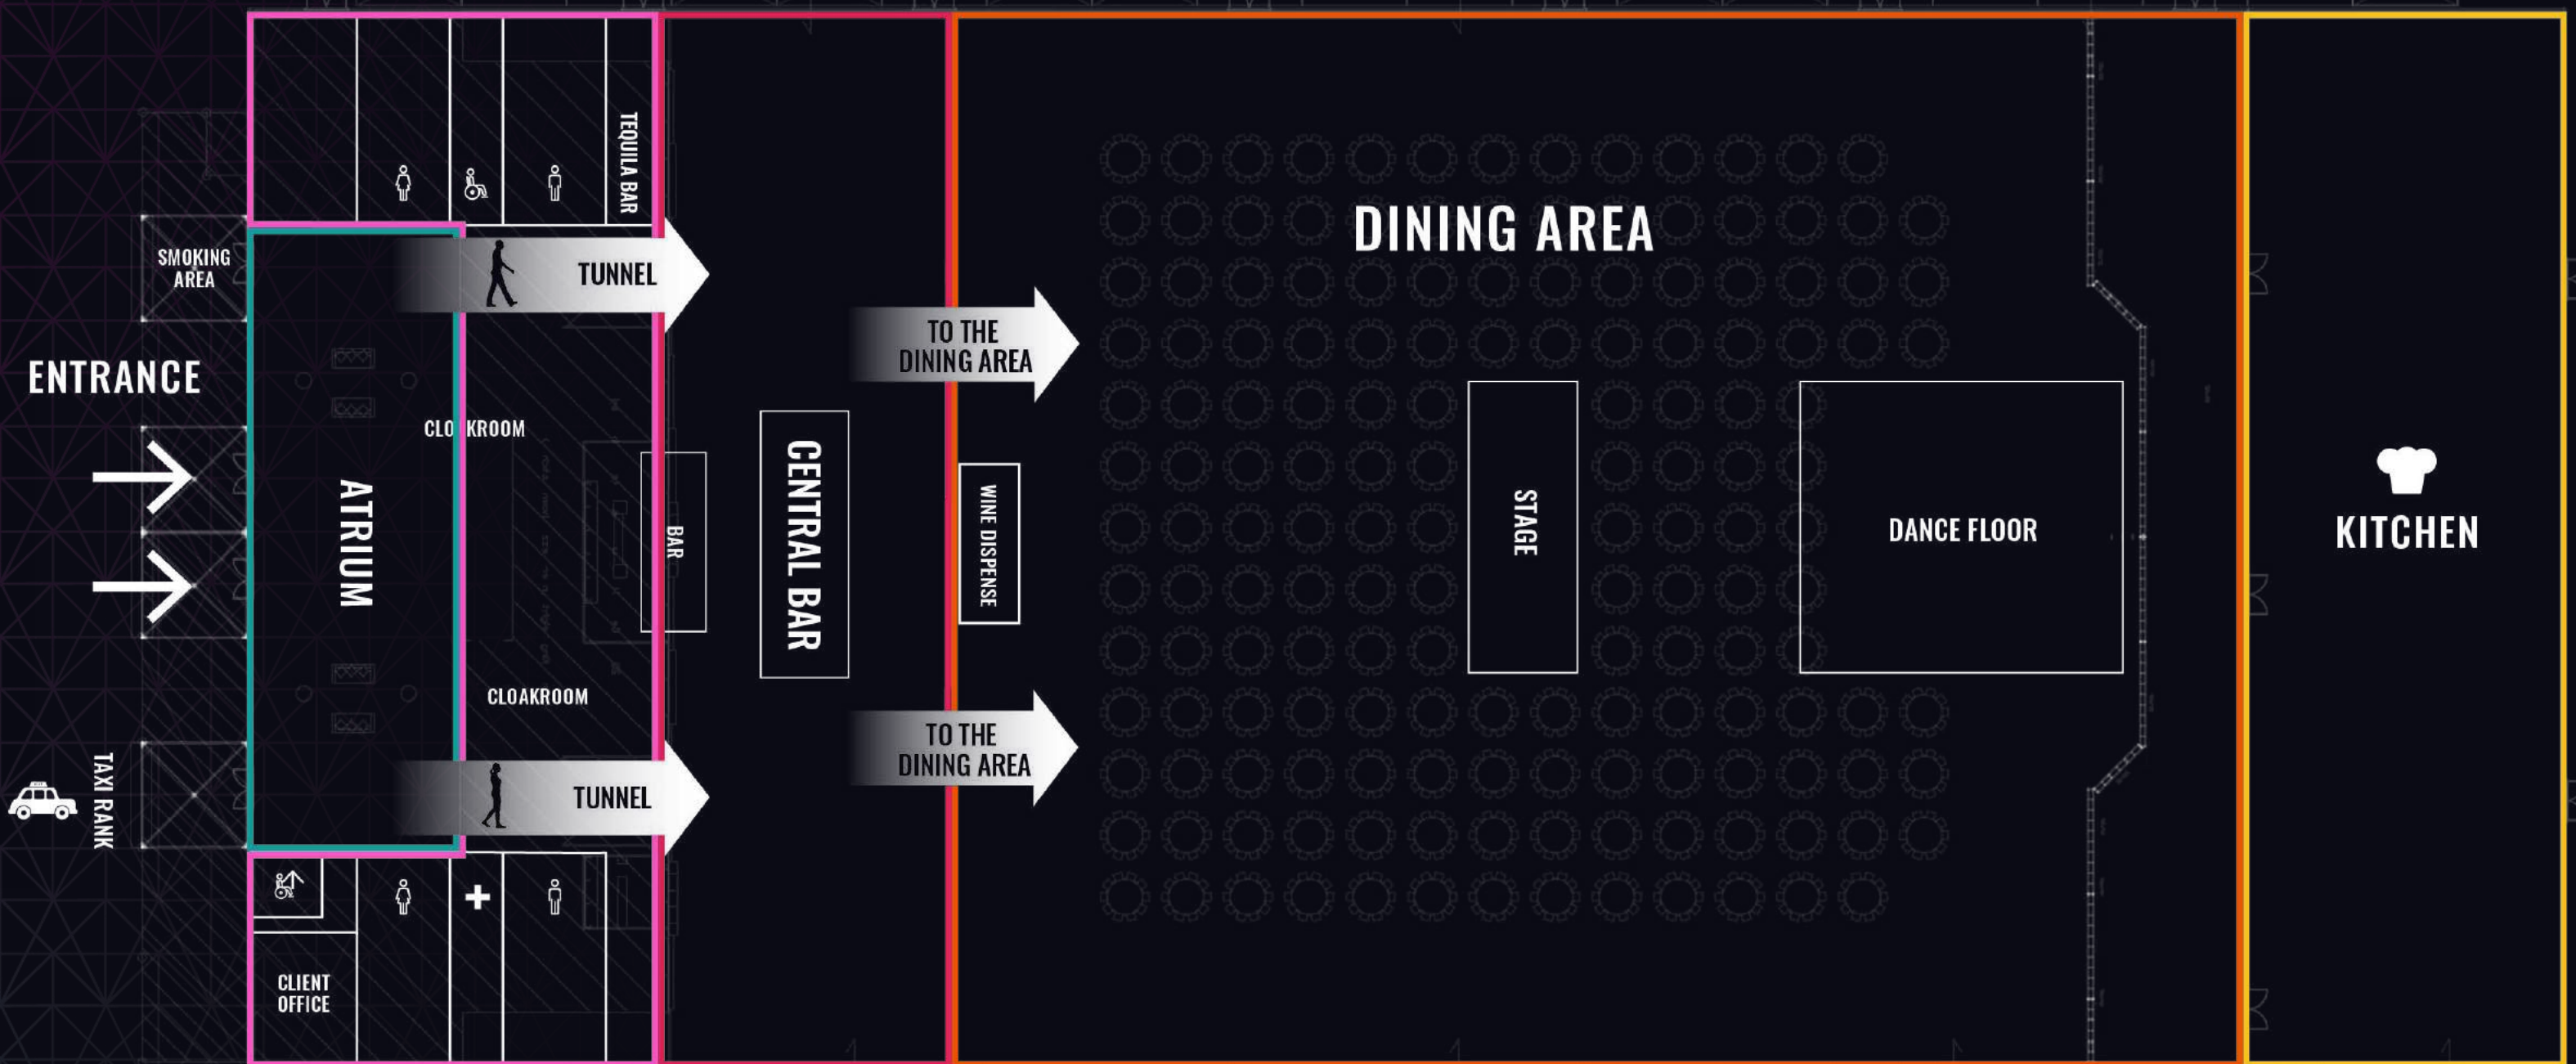 TEQUILA BAR
SMOKING
AREA
TUNNEL
DINING AREA
TO THE
DINING AREA
ENTRANCE
CLOAKROOM
ATRIUM
BAR
CENTRAL BAR
WINE DISPENSE
STAGE
DANCE FLOOR
KITCHEN
CLOAKROOM
TO THE
DINING AREA
TAXI RANK
TUNNEL
CLIENT
OFFICE